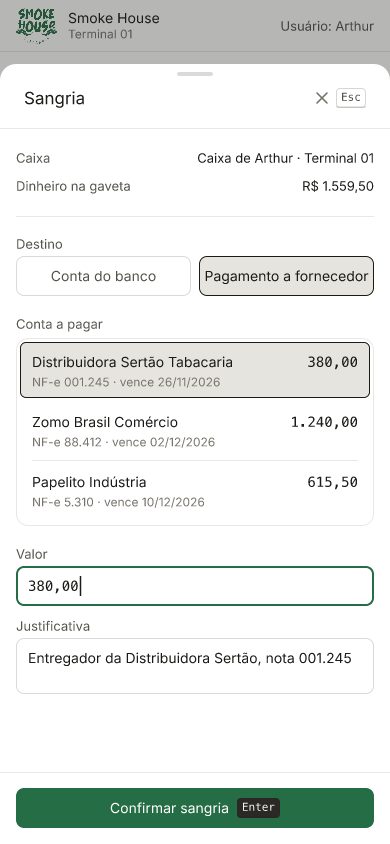 SMOKE
HOUSE
Smoke House
Terminal 01
Usuário: Arthur
Sangria
Esc
Caixa
Caixa de Arthur · Terminal 01
Dinheiro na gaveta
R$ 1.559,50
Destino
Conta do banco
Pagamento a fornecedor
Conta a pagar
Distribuidora Sertão Tabacaria
380,00
NF-e 001.245 · vence 26/11/2026
Zomo Brasil Comércio
1.240,00
NF-e 88.412 · vence 02/12/2026
Papelito Indústria
615,50
NF-e 5.310 · vence 10/12/2026
Valor
380,00
Justificativa
Entregador da Distribuidora Sertão, nota 001.245
Confirmar sangria
Enter